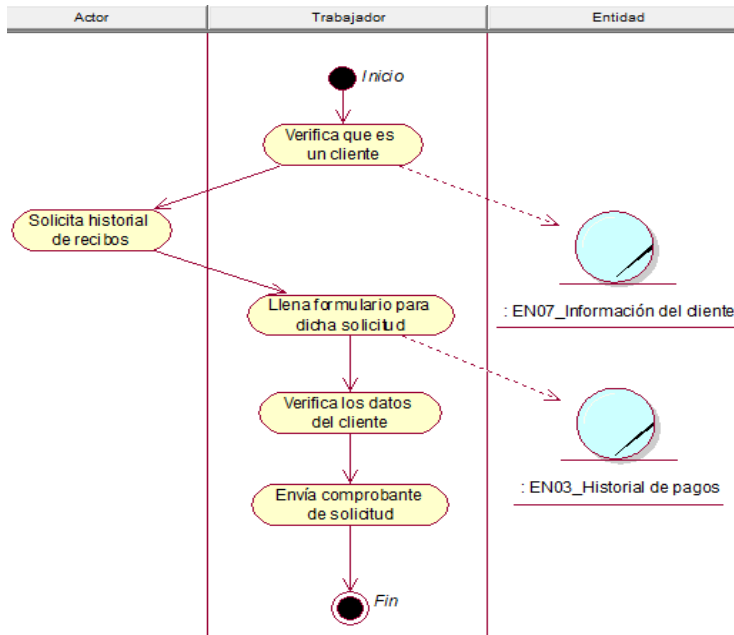 Actor
Trabajador
Entidad
Inicio
Verifica que es
un cliente
Solicita historial
de recibos
Llena formulario para
dicha solicitud
: EN07_Información del cliente
Verifica los datos
del cliente
Envía comprobante
de solicitud
: EN03_Historial de pagos
Fin